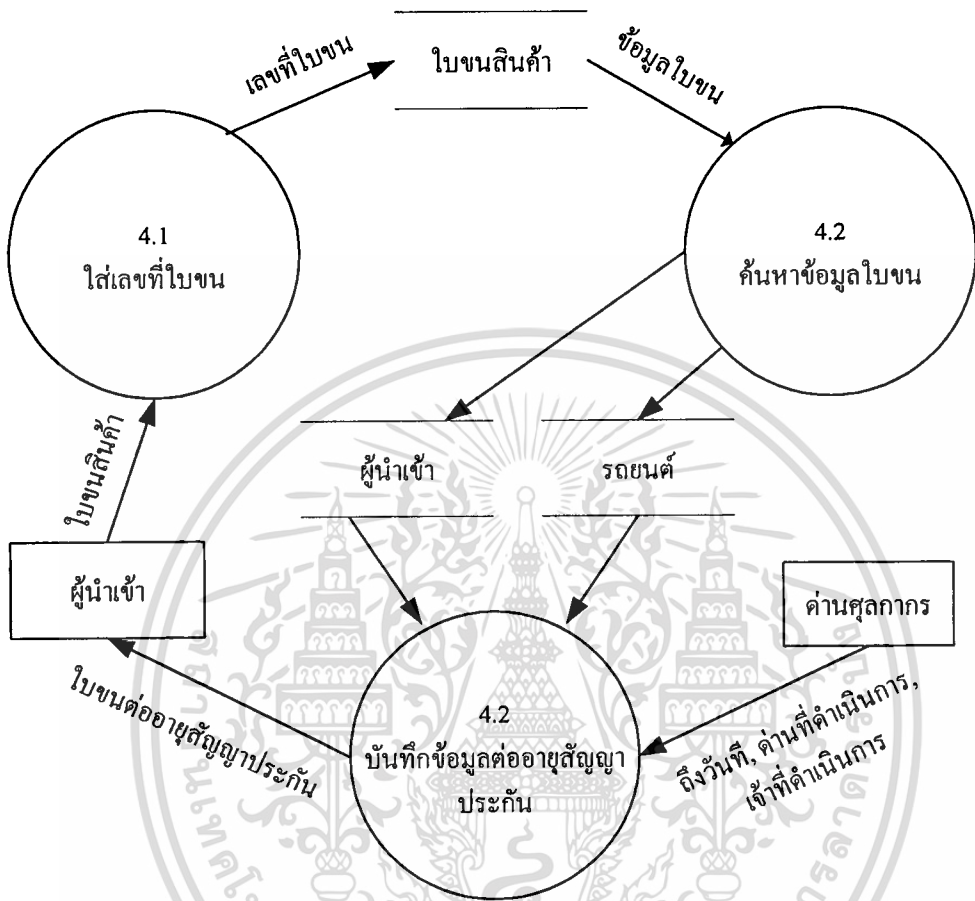 เลขที่ใบขน
ใบขนสินค้า
ข้อมูลใบขน
4.1
ใส่เลขที่ใบขน
4.2
ค้นหาข้อมูลใบขน
ใบขนสินค้า
ผู้นำเข้า
รถยนต์
ผู้นำเข้า
ด่านศุลกากร
ใบขนต่ออายุสัญญาประกัน
4.2
บันทึกข้อมูลต่ออายุสัญญา
ประกัน
ถึงวันที่, ด่านที่ดำเนินการ,
เจ้าที่ดำเนินการ